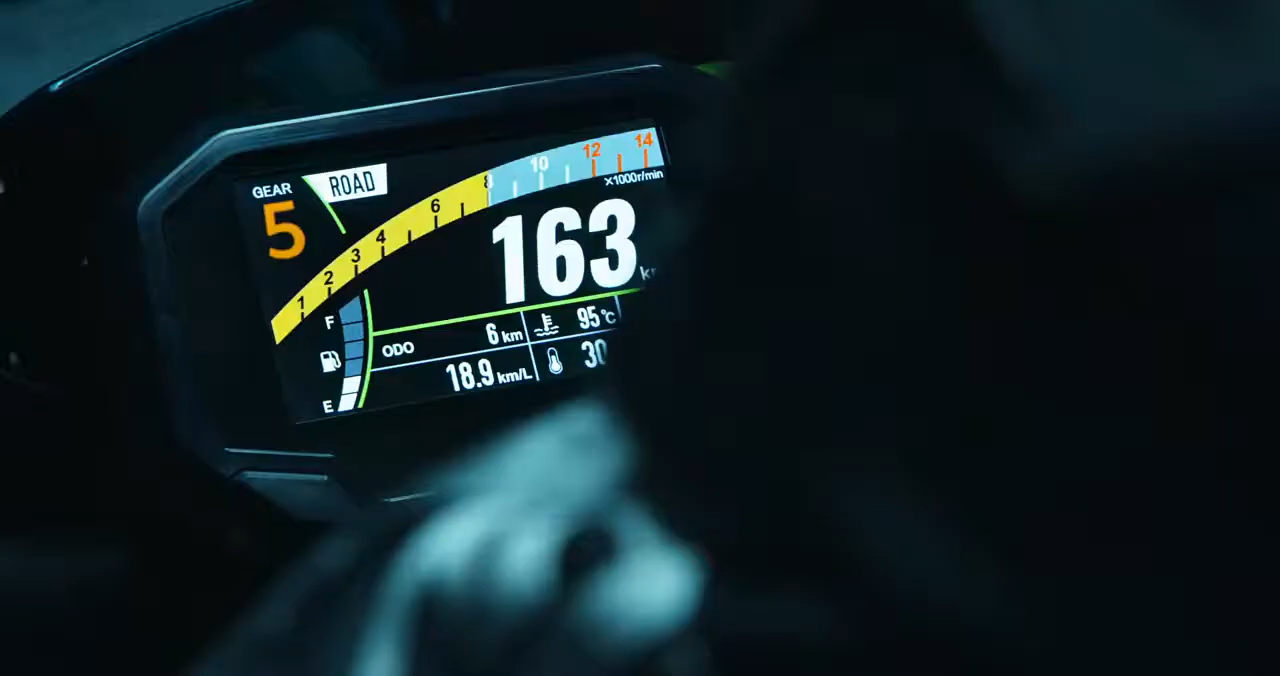 GEAR
ROAD
5
1 2 3 4 6 8 10 12 14
×1000r/min
163
F
ODO 6 km
95 °C
18.9 km/L
30
E